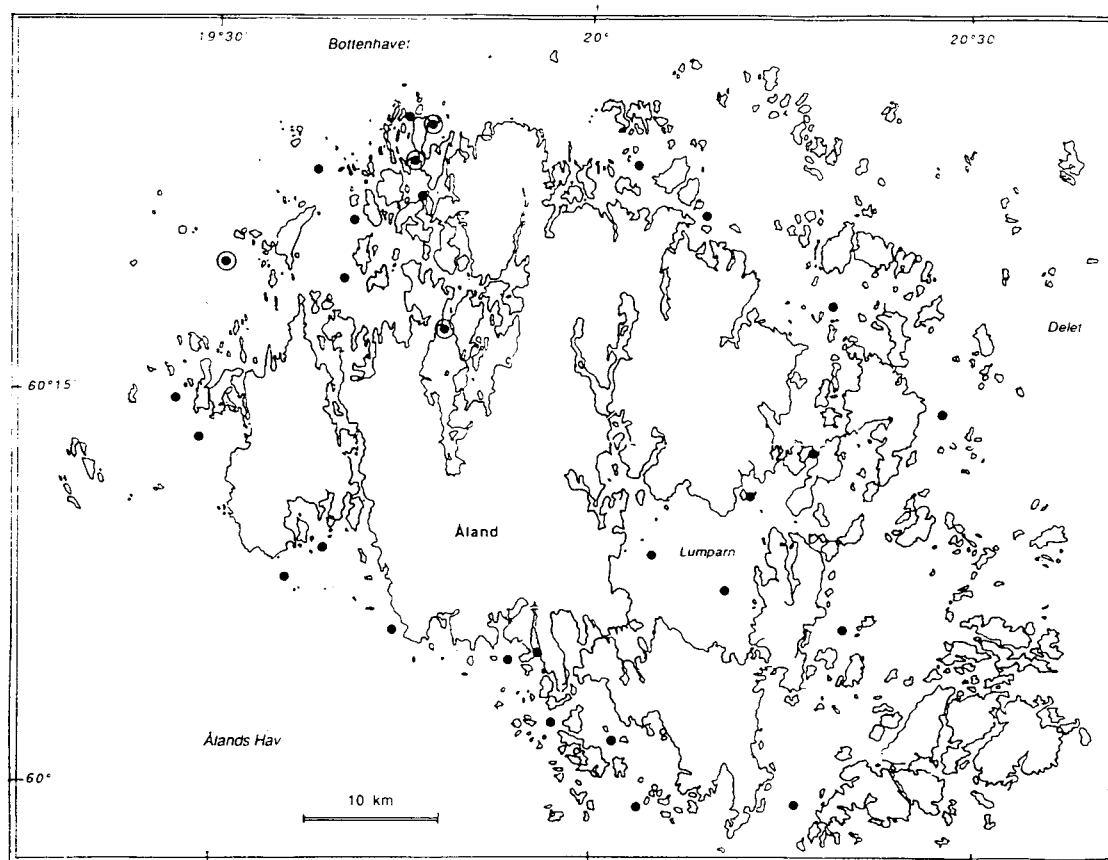 19°30'
20°
20°30
Bottenhavet
Delet
60°15'
Åland
Lumparn
Ålands Hav
60°
10 km